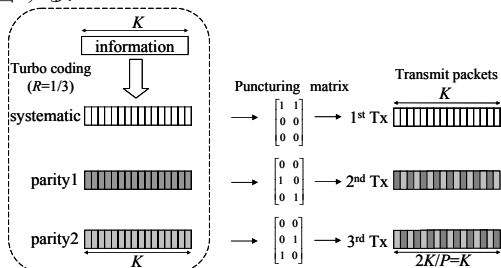 K
information
Turbo coding
(R=1/3)
Puncturing matrix
Transmit packets
K
systematic
1 1
0 0
0 0
1st Tx
parity1
0 0
1 0
0 1
2nd Tx
parity2
0 0
0 1
1 0
3rd Tx
K
2K/P=K